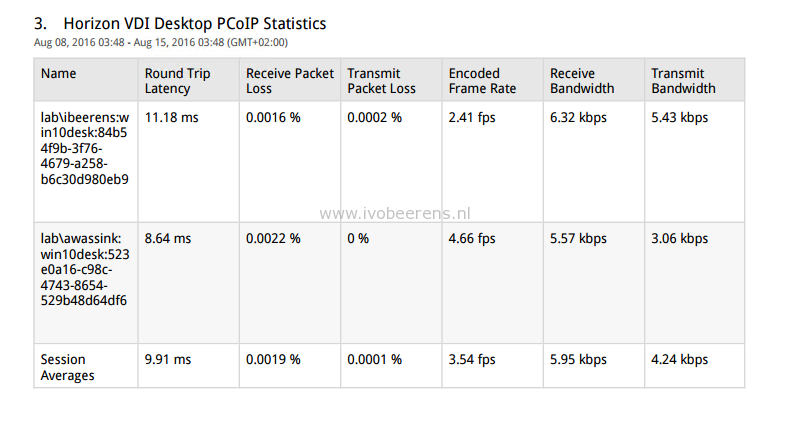 3. Horizon VDI Desktop PCoIP Statistics
Aug 08, 2016 03:48 - Aug 15, 2016 03:48 (GMT+02:00)
Name Round Trip Latency Receive Packet Loss Transmit Packet Loss Encoded Frame Rate Receive Bandwidth Transmit Bandwidth
lab\ibeerens:w 11.18 ms 0.0016 % 0.0002 % 2.41 fps 6.32 kbps 5.43 kbps
in10desk:84b5
4f9b-3f76-
4679-a258-
b6c30d980eb9
www.ivobeerens.nl
lab\awassink: 8.64 ms 0.0022 % 0 % 4.66 fps 5.57 kbps 3.06 kbps
win10desk:523
e0a16-c98c-
4743-8654-
529b48d64df6
Session 9.91 ms 0.0019 % 0.0001 % 3.54 fps 5.95 kbps 4.24 kbps
Averages